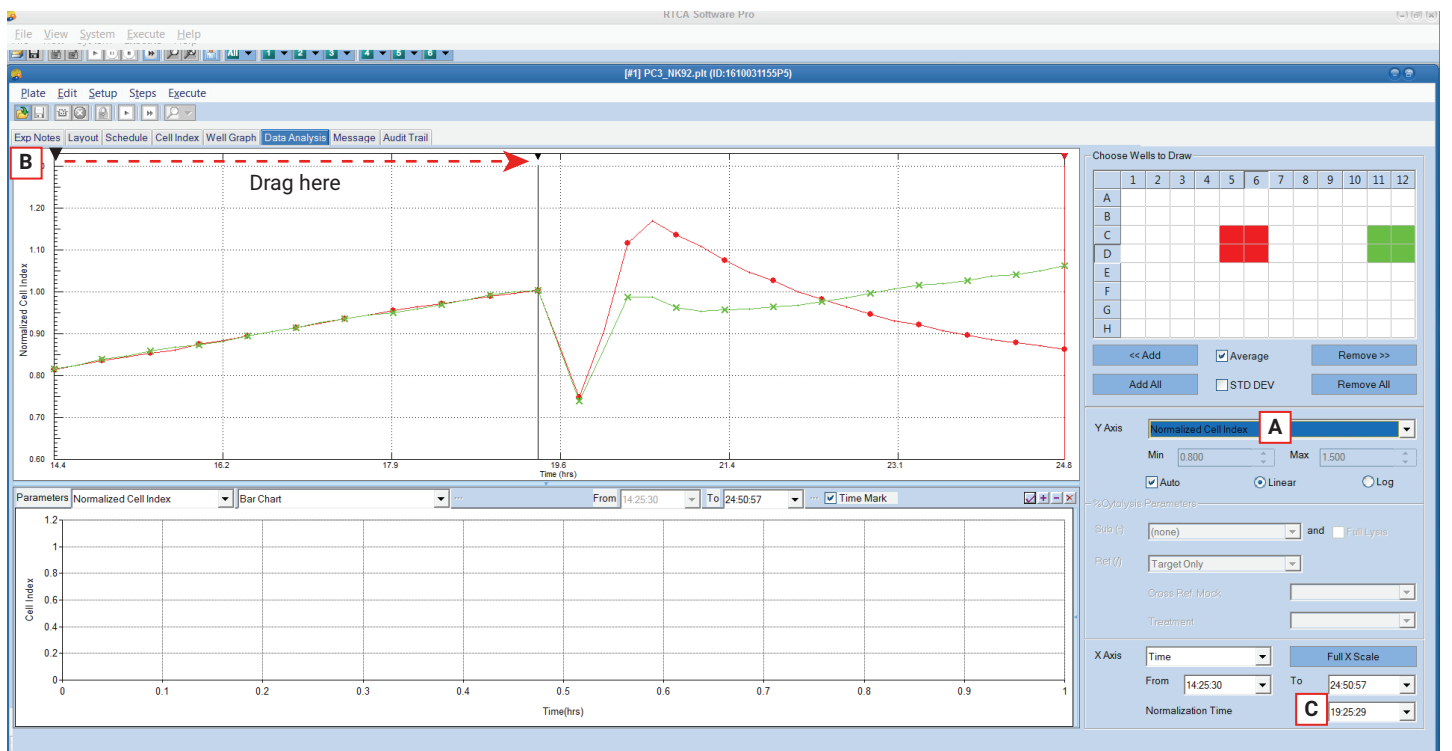 RTCA Software Pro
File View System Execute Help
All 1 2 3 4 5 6
[#1] PC3_NK92.plt (ID:1610031155P5)
Plate Edit Setup Steps Execute
Exp Notes Layout Schedule Cell Index Well Graph Data Analysis Message Audit Trail
B
Drag here
1.20
1.10
1.00
0.90
0.80
0.70
0.60
Normalized Cell Index
14.4 16.2 17.9 19.6 21.4 23.1 24.8
Time (hrs)
Parameters Normalized Cell Index Bar Chart ... From 14:25:30 To 24:50:57 ... Time Mark
1.2
1
0.8
0.6
0.4
0.2
0
Cell Index
0 0.1 0.2 0.3 0.4 0.5 0.6 0.7 0.8 0.9 1
Time(hrs)
Choose Wells to Draw
1 2 3 4 5 6 7 8 9 10 11 12
A
B
C
D
E
F
G
H
<< Add Average Remove >>
Add All STD DEV Remove All
Y Axis Normalized Cell Index A
Min 0.800 Max 1.500
Auto Linear Log
%Cytolysis Parameters
Sub (-) (none) and Full Lysis
Ref (/) Target Only
Cross Ref. Mock
Treatment
X Axis Time Full X Scale
From 14:25:30 To 24:50:57
Normalization Time C 19:25:29